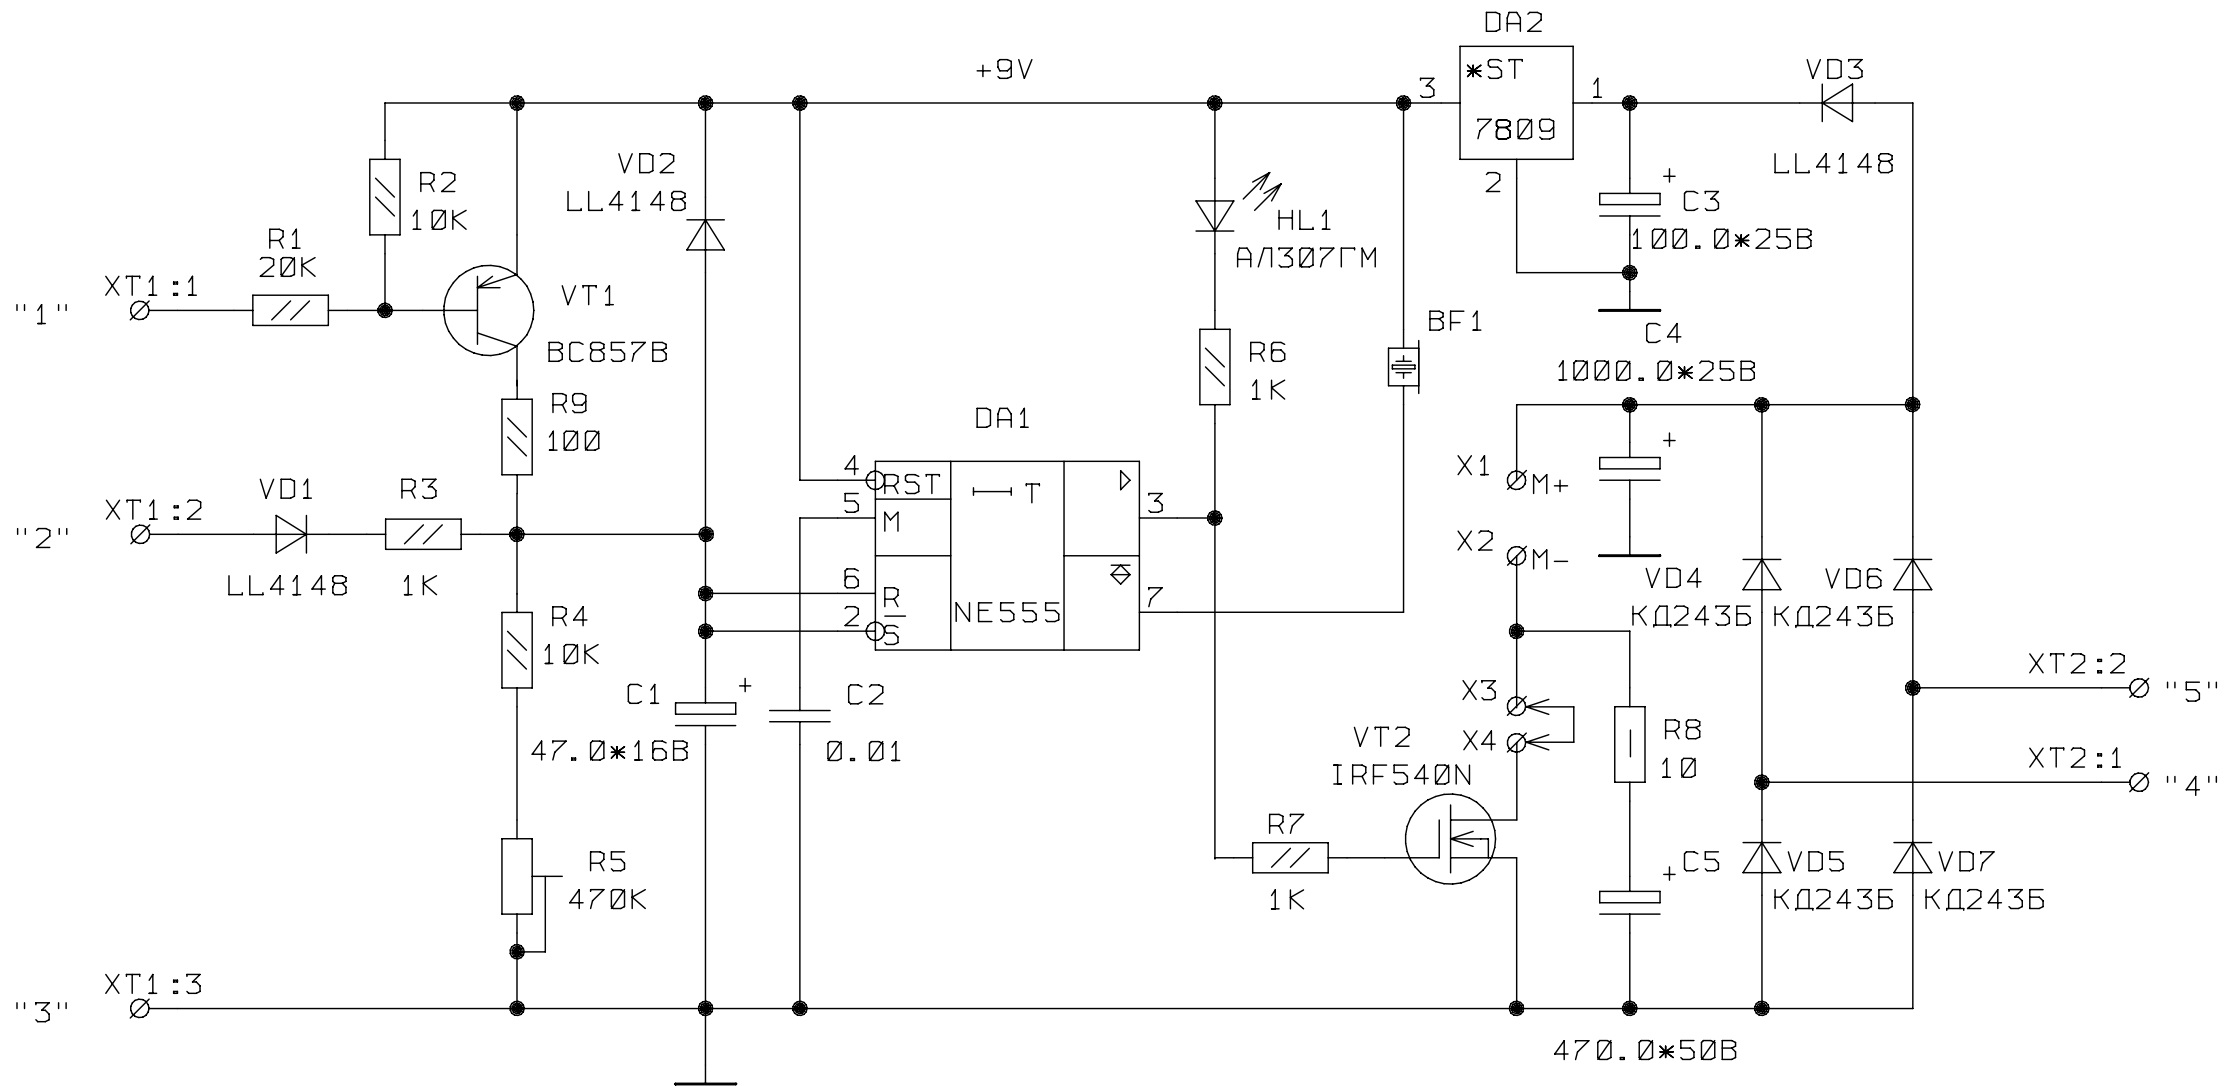 DA2
+9V
3
*ST
1
VD3
7809
VD2
LL4148
R2
LL4148
2
+
C3
10K
HL1
100.0*25В
R1
АЛ307ГМ
20K
XT1:1
"1"
VT1
BF1
C4
BC857B
R6
1000.0*25В
1K
R9
DA1
100
+
4
RST
T
X1
M+
VD1
R3
5
M
3
XT1:2
"2"
X2
M-
LL4148
1K
6
R
7
VD4
VD6
КД243Б
КД243Б
R4
2
S
NE555
10K
XT2:2
"5"
C1
+
C2
X3
47.0*16В
0.01
VT2
X4
R8
XT2:1
"4"
IRF540N
10
R7
R5
+
C5
VD5
VD7
470K
1K
КД243Б
КД243Б
XT1:3
"3"
470.0*50В